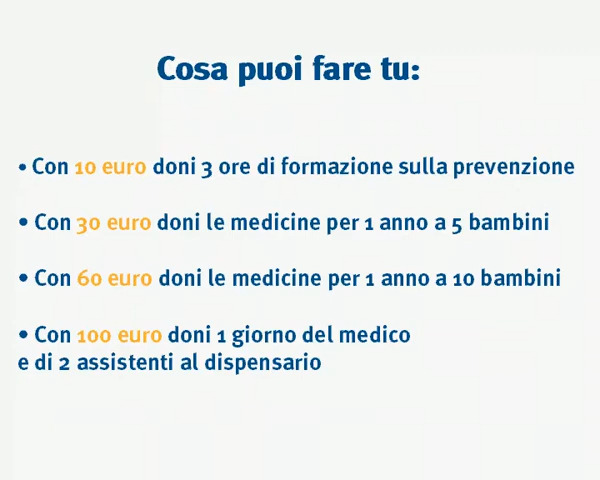 Cosa puoi fare tu:
• Con 10 euro doni 3 ore di formazione sulla prevenzione
• Con 30 euro doni le medicine per 1 anno a 5 bambini
• Con 60 euro doni le medicine per 1 anno a 10 bambini
• Con 100 euro doni 1 giorno del medico
e di 2 assistenti al dispensario